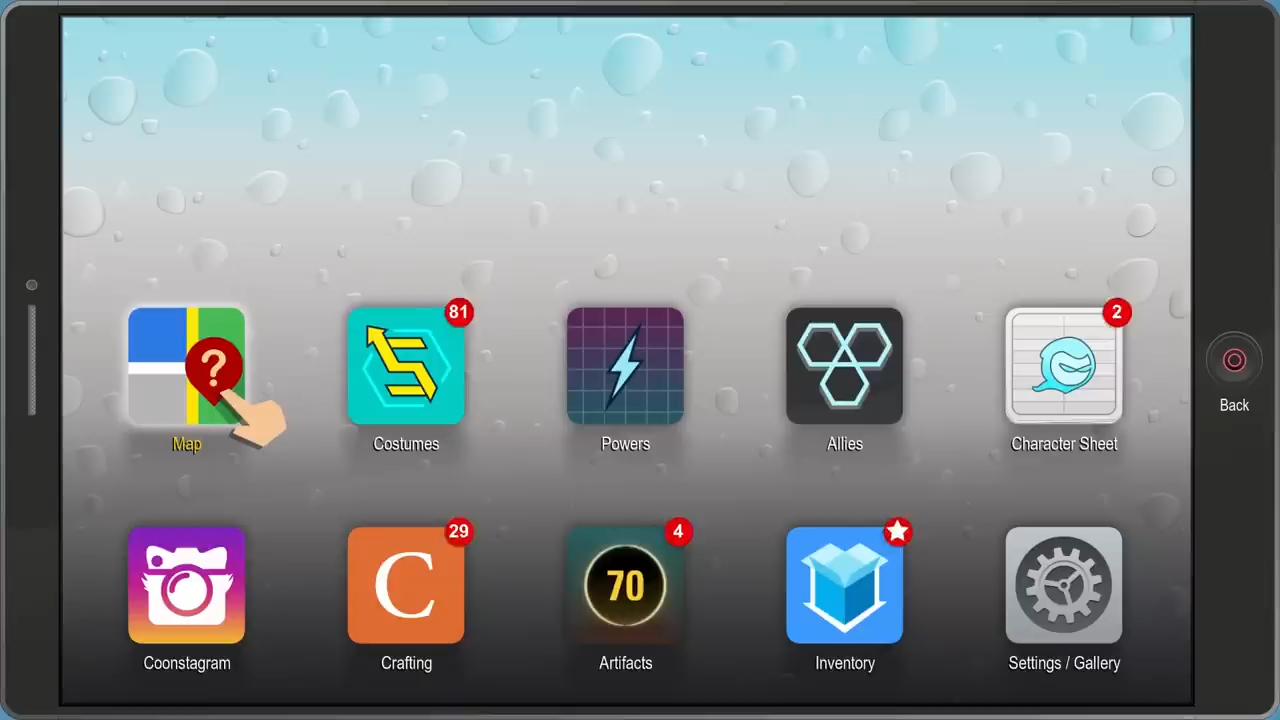 ?
81
2
Map
Costumes
Powers
Allies
Character Sheet
Back
29
4
C
70
Coonstagram
Crafting
Artifacts
Inventory
Settings / Gallery